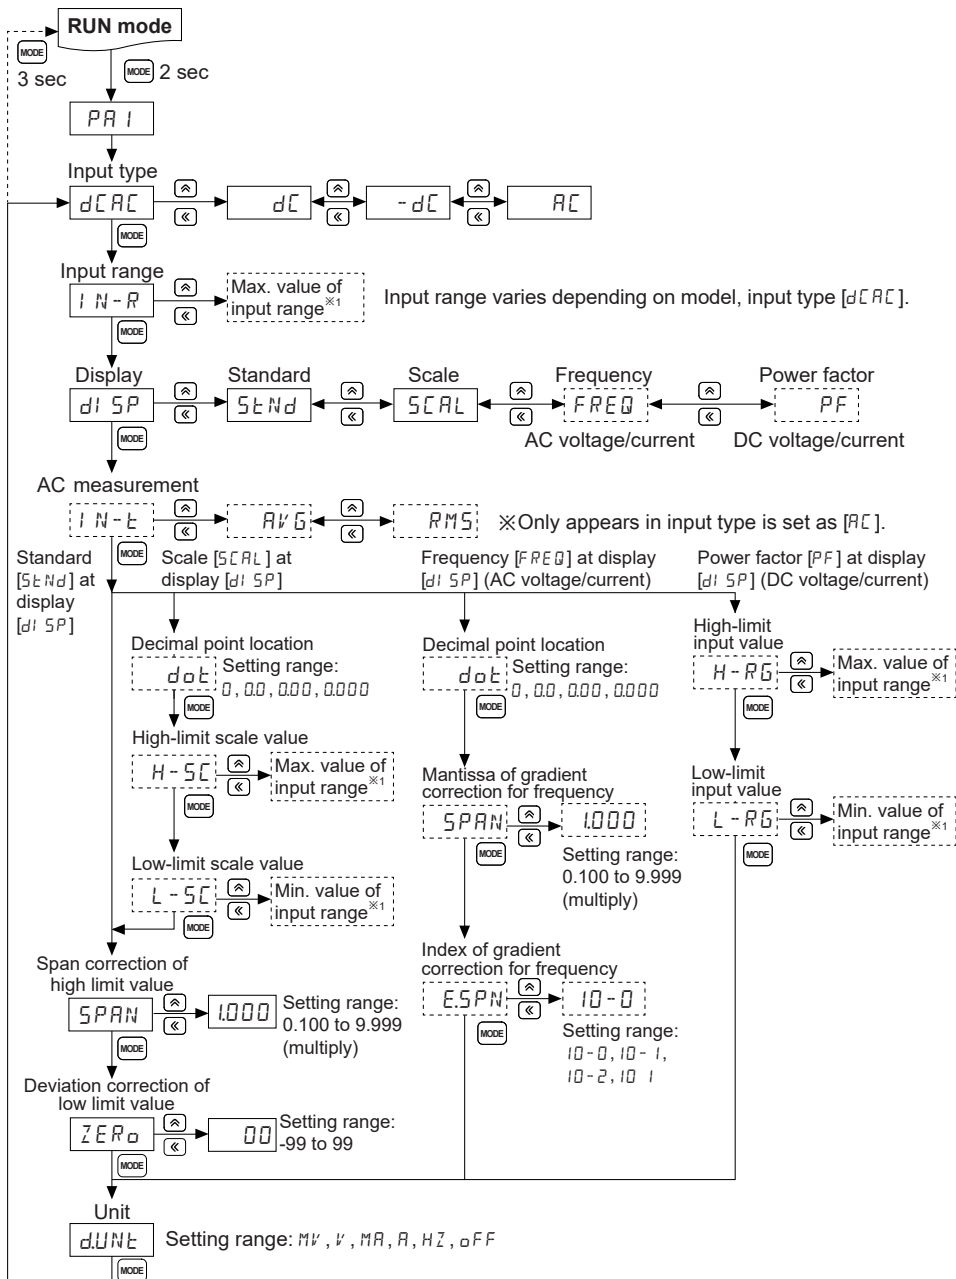 RUN mode
MODE
3 sec
MODE 2 sec
PA1
Input type
dCAC
dC
-dC
AC
MODE
Input range
IN-R
Max. value of
input range※1
Input range varies depending on model, input type [dCAC].
MODE
Display
Standard
Scale
Frequency
Power factor
dISP
StNd
SCAL
FREQ
PF
AC voltage/current
DC voltage/current
MODE
AC measurement
IN-t
AVG
RMS
※Only appears in input type is set as [AC].
MODE
Standard
[StNd] at
display
[dISP]
Scale [SCAL] at
display [dISP]
Frequency [FREQ] at display
[dISP] (AC voltage/current)
Power factor [PF] at display
[dISP] (DC voltage/current)
Decimal point location
dot
Setting range:
0, 0.0, 0.00, 0.000
MODE
High-limit scale value
H-SC
Max. value of
input range※1
MODE
Low-limit scale value
L-SC
Min. value of
input range※1
MODE
Decimal point location
dot
Setting range:
0, 0.0, 0.00, 0.000
MODE
Mantissa of gradient
correction for frequency
SPAN
1.000
MODE
Setting range:
0.100 to 9.999
(multiply)
Index of gradient
correction for frequency
E.SPN
10-0
MODE
Setting range:
10-0, 10-1,
10-2, 10 1
High-limit
input value
H-RG
Max. value of
input range※1
MODE
Low-limit
input value
L-RG
Min. value of
input range※1
MODE
Span correction of
high limit value
SPAN
1.000
Setting range:
0.100 to 9.999
(multiply)
MODE
Deviation correction of
low limit value
ZERo
00
Setting range:
-99 to 99
MODE
Unit
d.UNt
Setting range: MV, V, MA, A, HZ, oFF
MODE